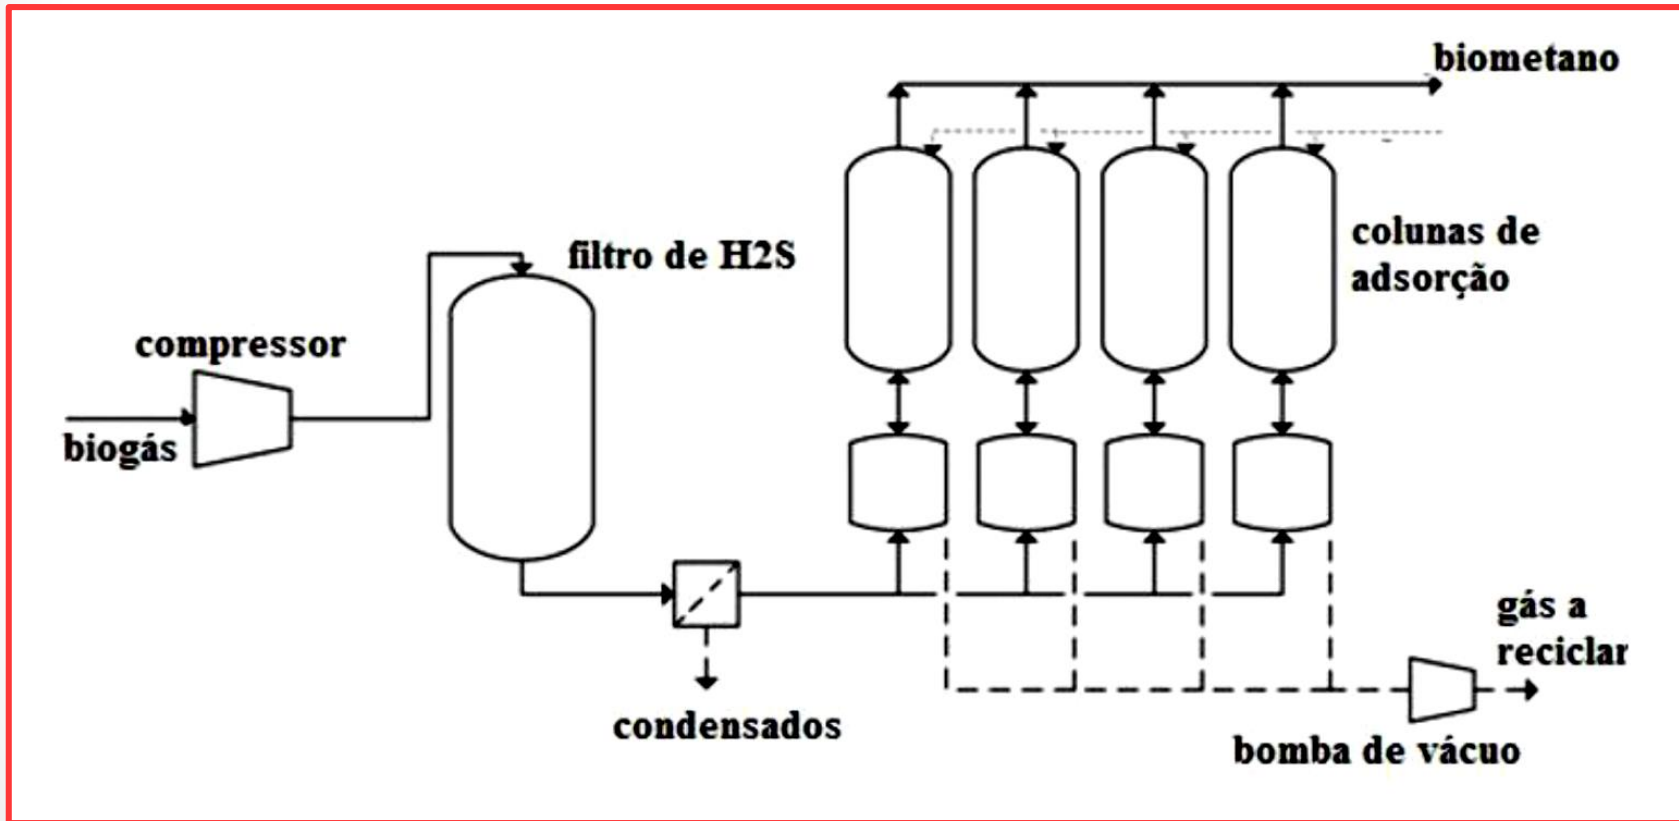 biometano
colunas de
adsorção
filtro de H2S
compressor
biogás
condensados
gás a
reciclar
bomba de vácuo